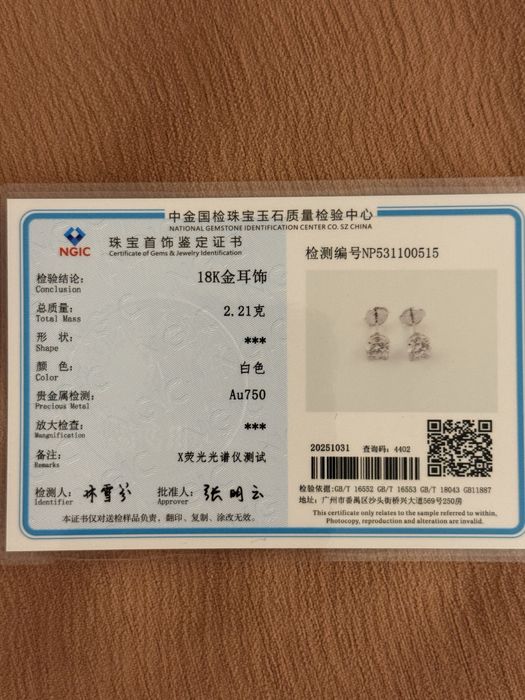 中金国检珠宝玉石质量检验中心
NATIONAL GEMSTONE IDENTIFICATION CENTER CO. SZ CHINA
NGIC
珠宝首饰鉴定证书
Certificate of Gems & Jewelry Identification
检验结论: 18K金耳饰
Conclusion
总质量: 2.21克
Total Mass
形 状: ***
Shape
颜 色: 白色
Color
贵金属检测: Au750
Precious Metal
放大检查: ***
Mangnification
备注: X荧光光谱仪测试
Remarks
检测人: 林雪芬 批准人: 张明云
Identifier Approver
本证书仅对送检样品负责, 翻印、复制、涂改无效。
检测编号NP531100515
20251031 查询码: 4402
检验依据:GB/T 16552 GB/T 16553 GB/T 18043 GB11887
地址: 广州市番禺区沙头街桥兴大道569号250房
This certificate only relates to the sample referred to within,
Photocopy, reproduction and alteration are invalid.